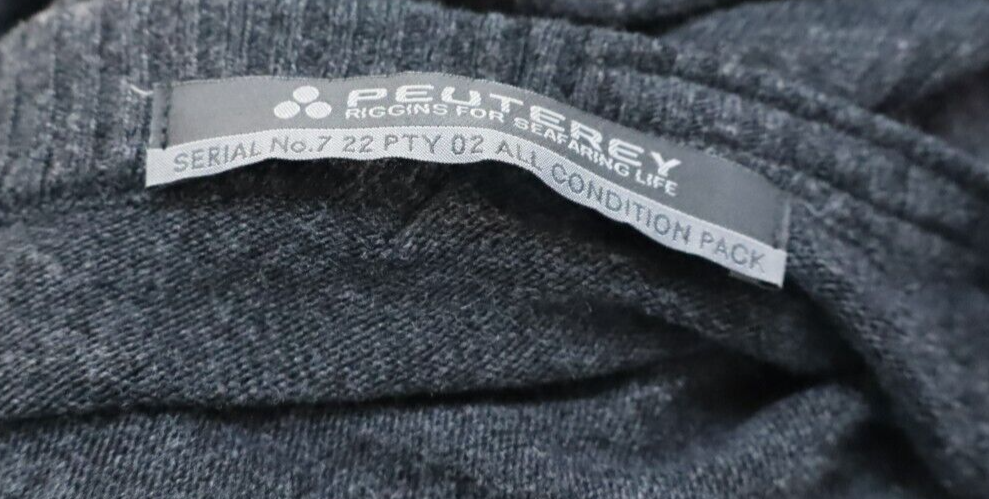 PEUTEREY
RIGGINS FOR SEAFARING LIFE
SERIAL No.7 22 PTY 02 ALL CONDITION PACK